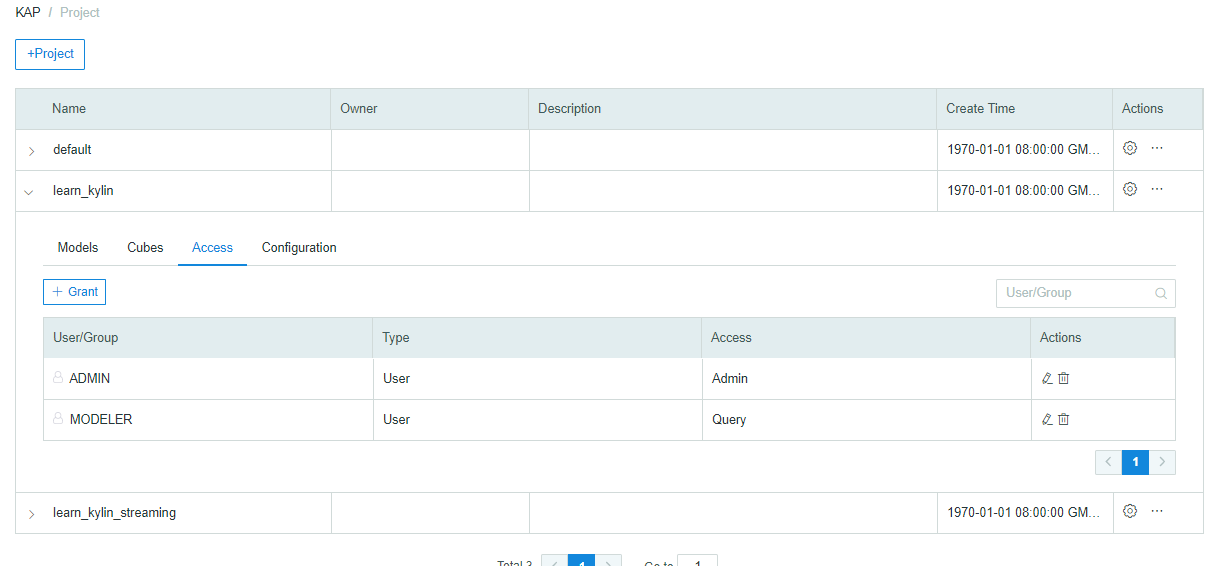 KAP / Project
+Project
Name Owner Description Create Time Actions
default 1970-01-01 08:00:00 GM... ...
learn_kylin 1970-01-01 08:00:00 GM... ...
Models Cubes Access Configuration
+ Grant User/Group
User/Group Type Access Actions
ADMIN User Admin
MODELER User Query
< 1 >
learn_kylin_streaming 1970-01-01 08:00:00 GM... ...
Total 3 < 1 > Go to 1